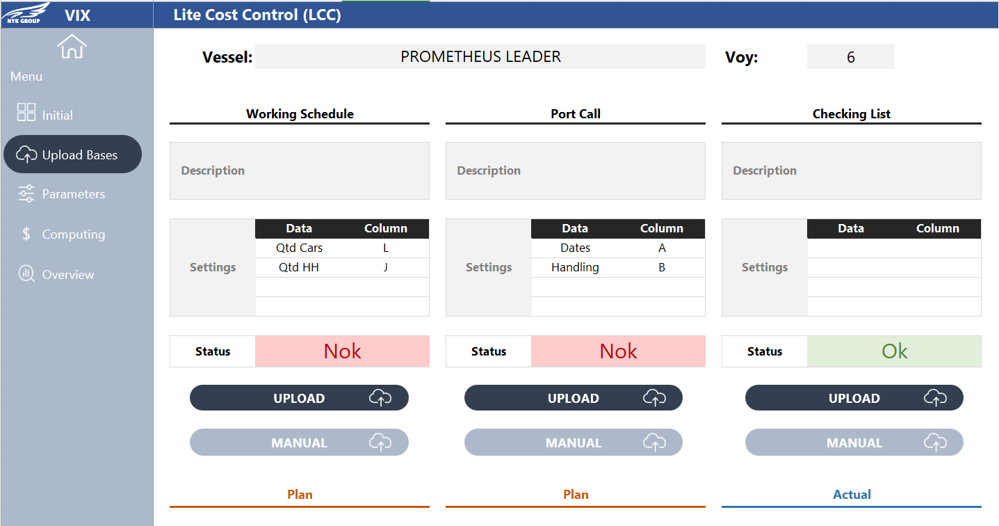 NYK GROUP
VIX
Lite Cost Control (LCC)
Menu
Initial
Upload Bases
Parameters
$ Computing
Overview
Vessel: PROMETHEUS LEADER Voy: 6
Working Schedule
Description
Settings
Data Column
Qtd Cars L
Qtd HH J
Status Nok
UPLOAD
MANUAL
Plan
Port Call
Description
Settings
Data Column
Dates A
Handling B
Status Nok
UPLOAD
MANUAL
Plan
Checking List
Description
Settings
Data Column
Status Ok
UPLOAD
MANUAL
Actual